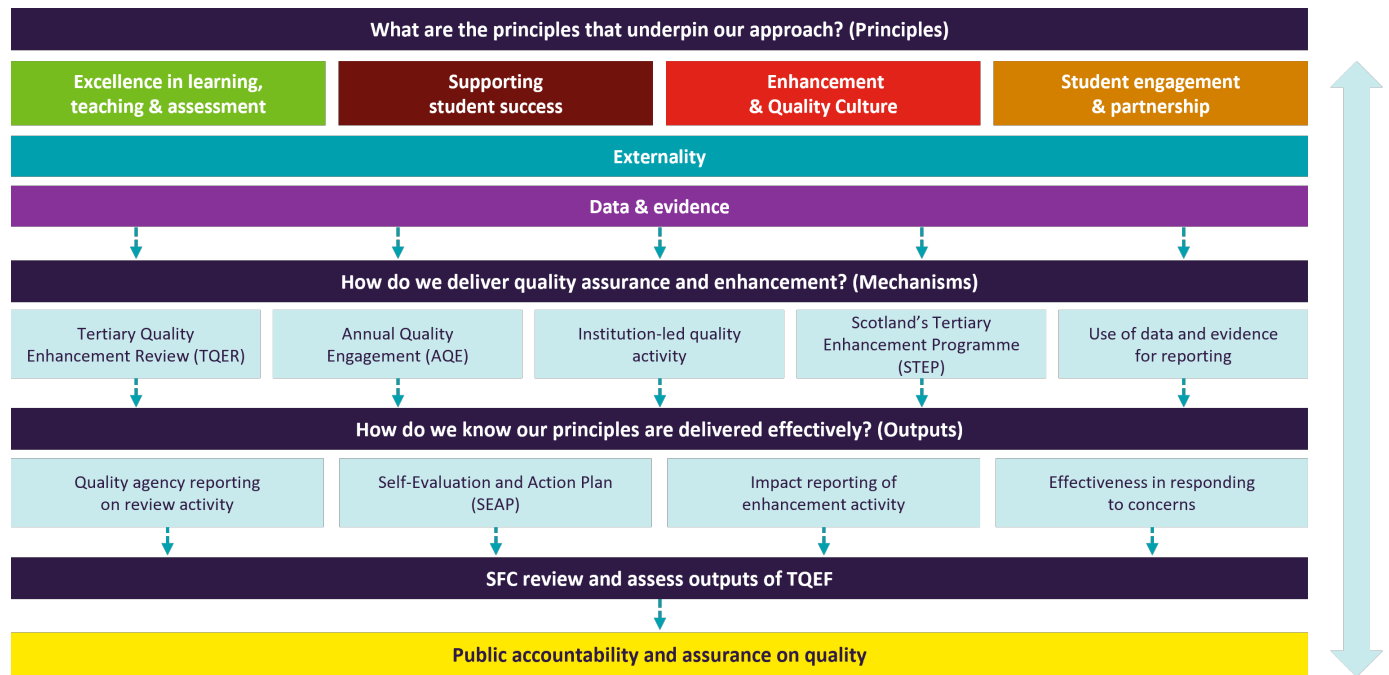 What are the principles that underpin our approach? (Principles)
Excellence in learning,
teaching & assessment
Supporting
student success
Enhancement
& Quality Culture
Student engagement
& partnership
Externality
Data & evidence
How do we deliver quality assurance and enhancement? (Mechanisms)
Tertiary Quality
Enhancement Review (TQER)
Annual Quality
Engagement (AQE)
Institution-led quality
activity
Scotland’s Tertiary
Enhancement Programme
(STEP)
Use of data and evidence
for reporting
How do we know our principles are delivered effectively? (Outputs)
Quality agency reporting
on review activity
Self-Evaluation and Action Plan
(SEAP)
Impact reporting of
enhancement activity
Effectiveness in responding
to concerns
SFC review and assess outputs of TQEF
Public accountability and assurance on quality